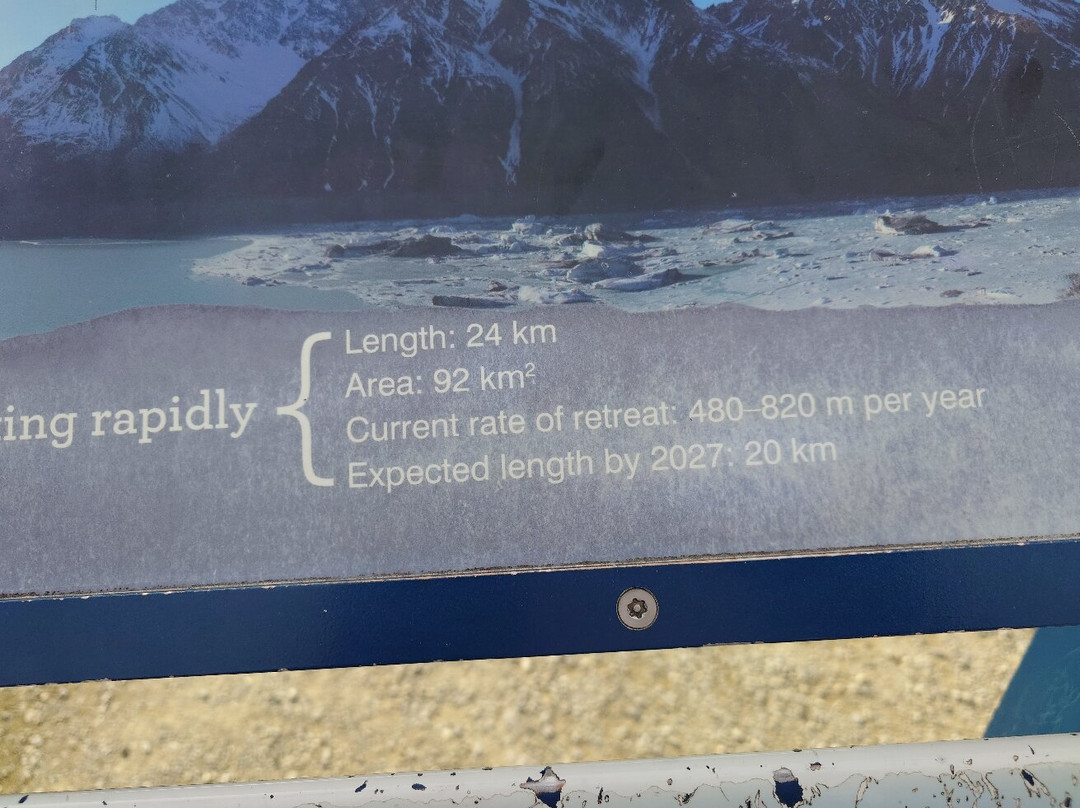 Length: 24 km
Area: 92 km²
ting rapidly
Current rate of retreat: 480–820 m per year
Expected length by 2027: 20 km